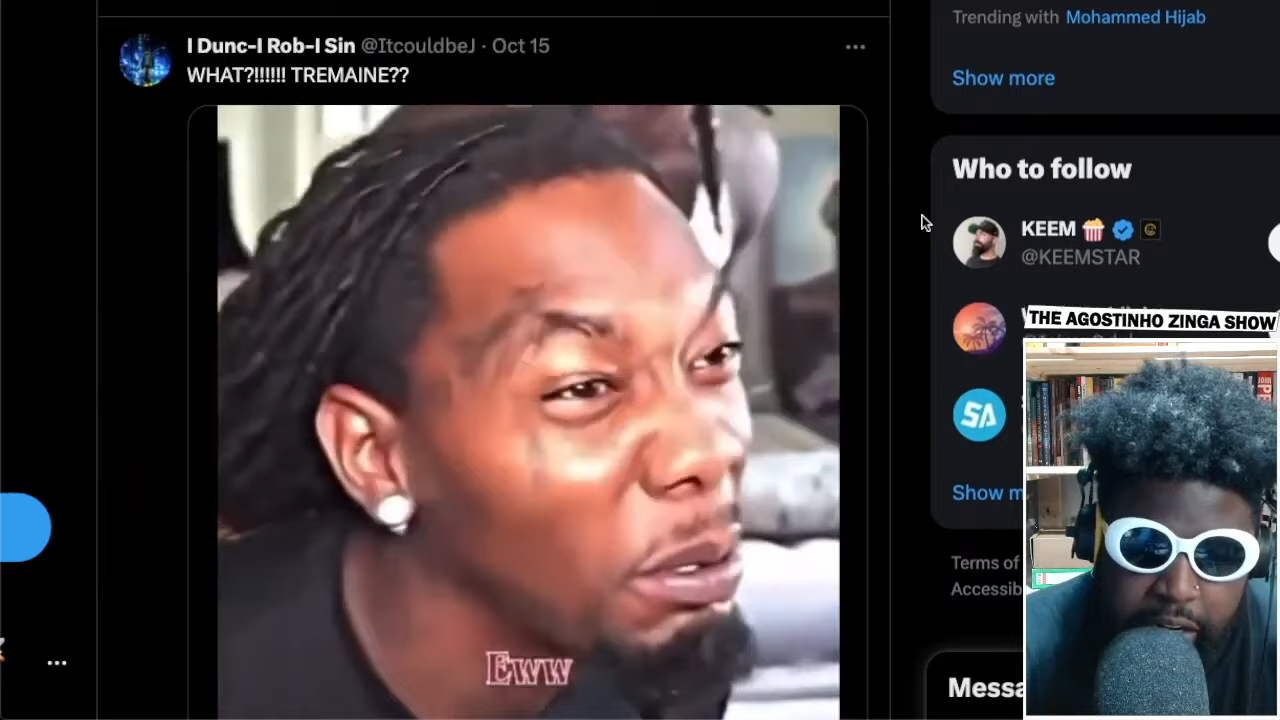 I Dunc-I Rob-I Sin @ItcouldbeJ · Oct 15
WHAT?!!!!!! TREMAINE??
Eww
Trending with Mohammed Hijab
Show more
Who to follow
KEEM
@KEEMSTAR
SA
Show m
Terms of
Accessib
Messa
THE AGOSTINHO ZINGA SHOW